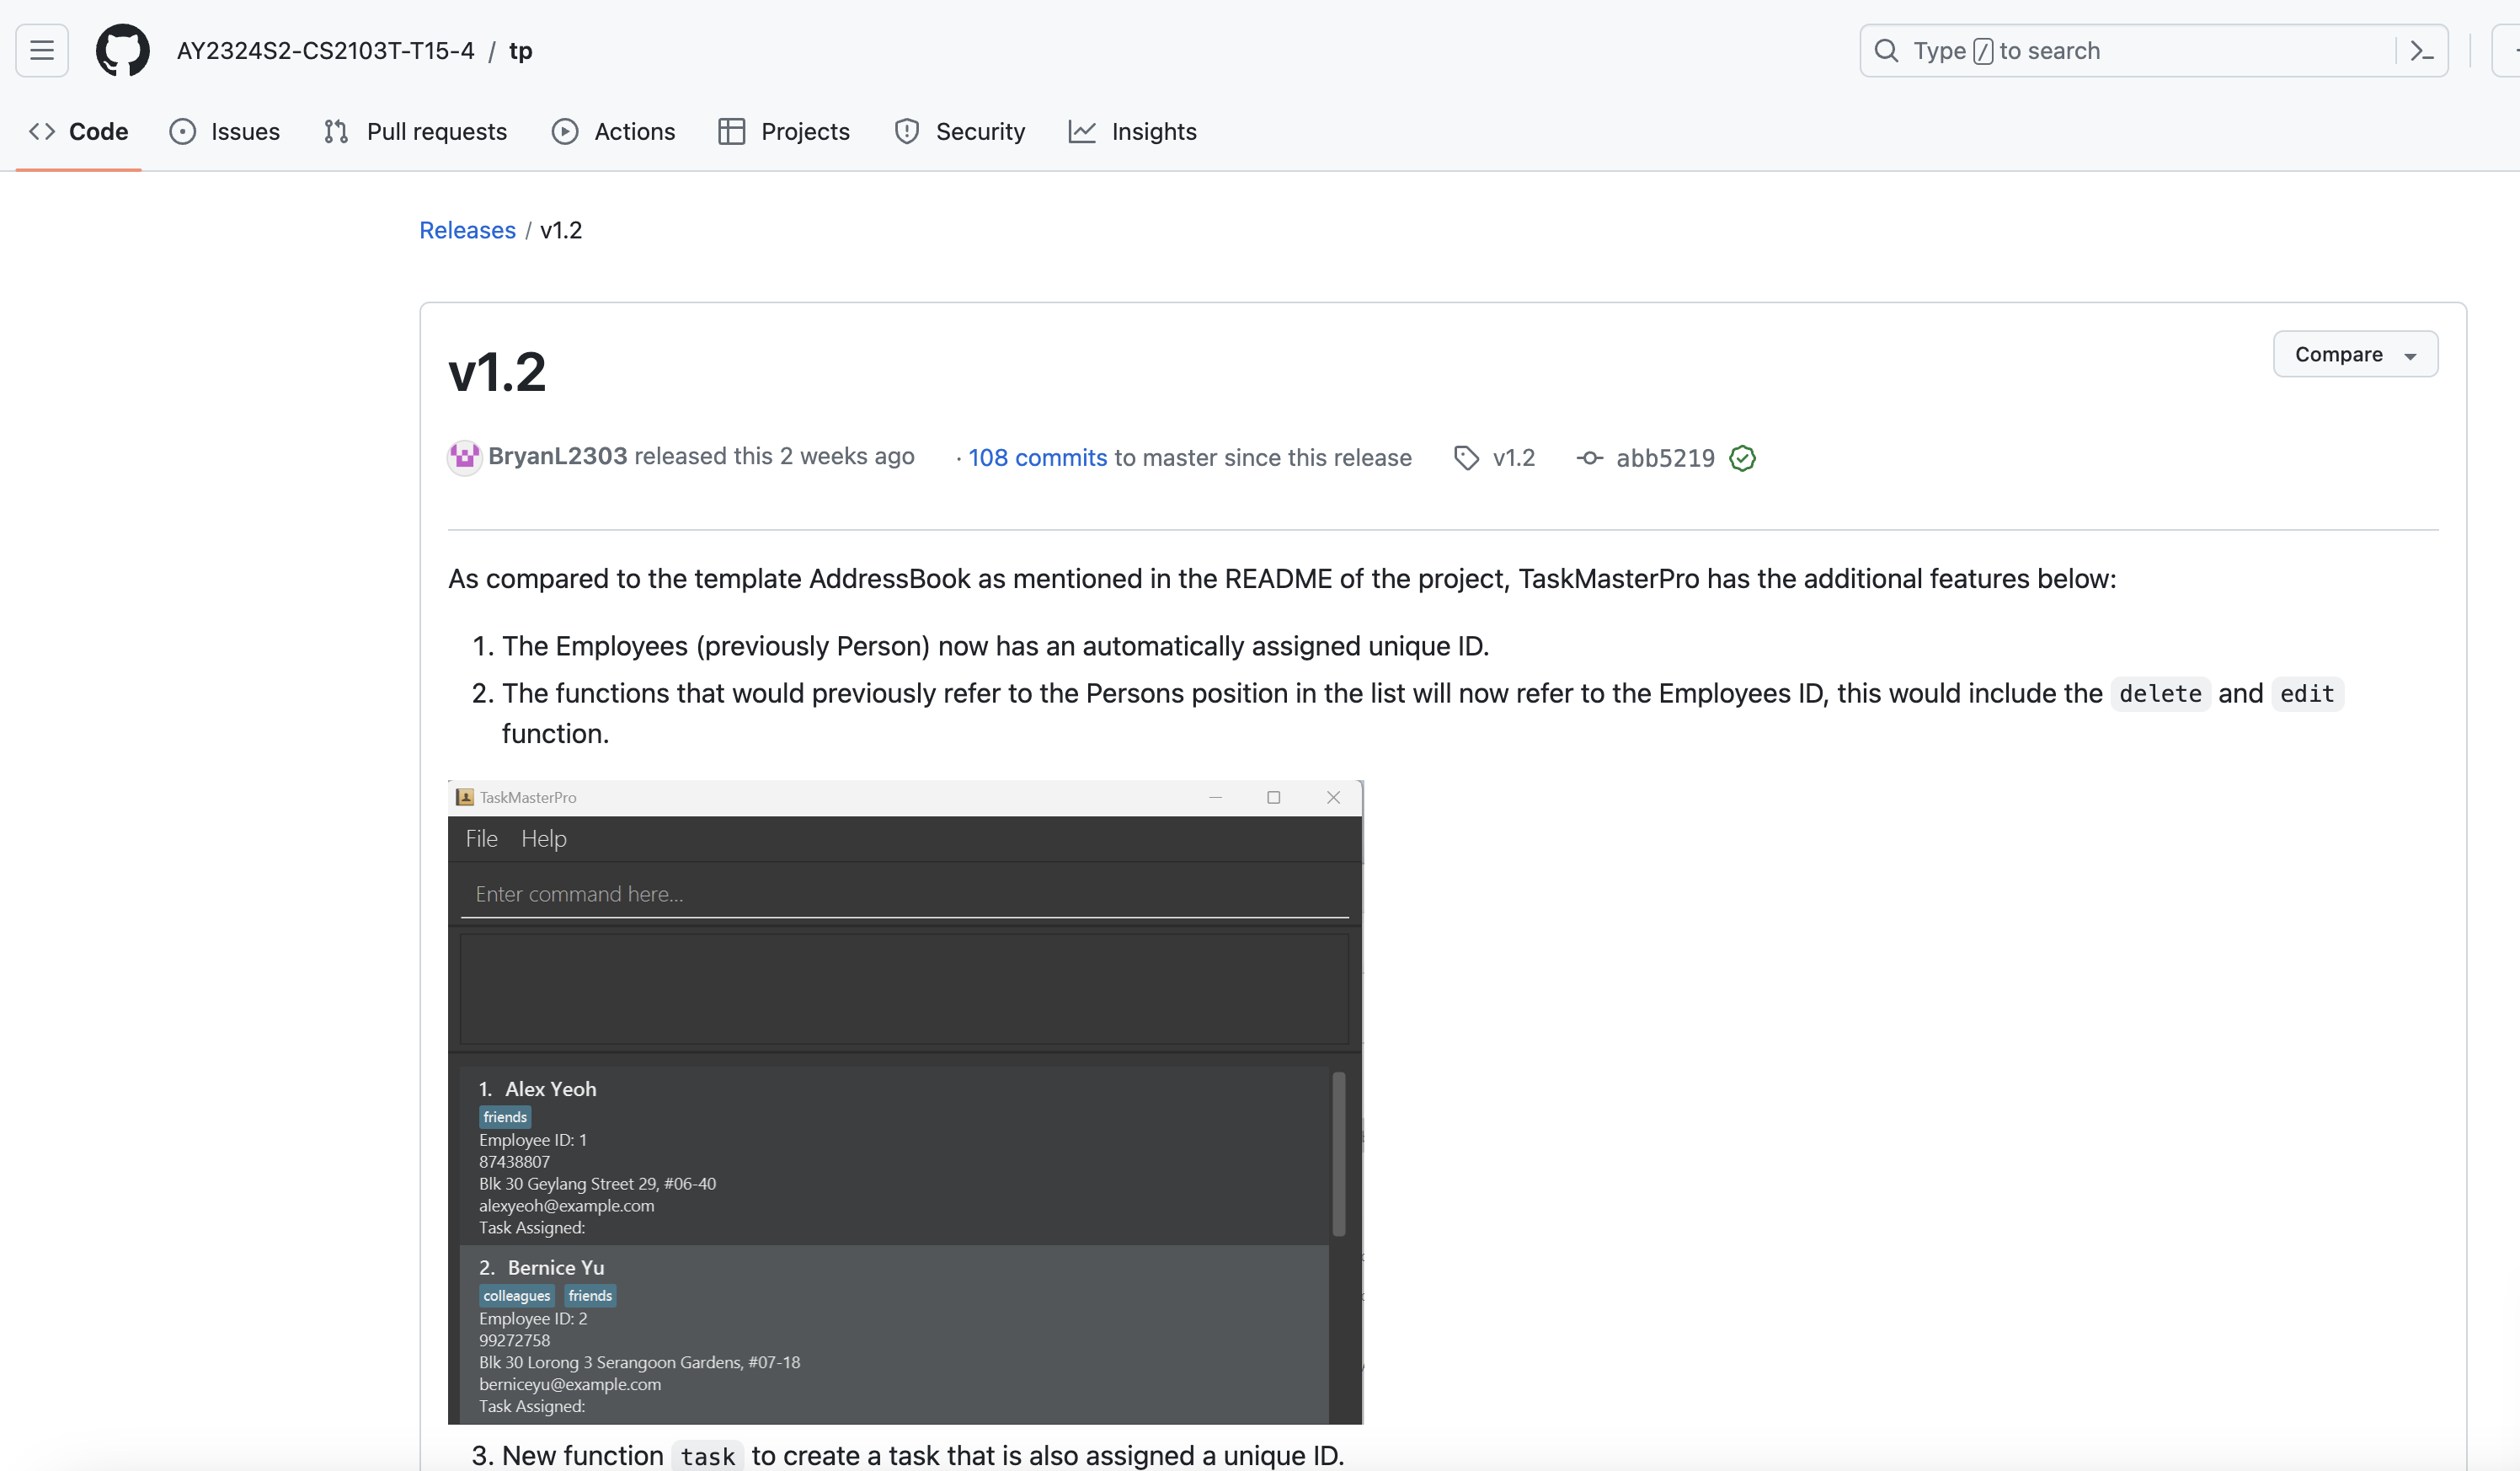 AY2324S2-CS2103T-T15-4 / tp
Type / to search
Code
Issues
Pull requests
Actions
Projects
Security
Insights
Releases / v1.2
v1.2
Compare
BryanL2303 released this 2 weeks ago · 108 commits to master since this release v1.2 abb5219
As compared to the template AddressBook as mentioned in the README of the project, TaskMasterPro has the additional features below:
1. The Employees (previously Person) now has an automatically assigned unique ID.
2. The functions that would previously refer to the Persons position in the list will now refer to the Employees ID, this would include the delete and edit
function.
TaskMasterPro
File Help
Enter command here...
1. Alex Yeoh
friends
Employee ID: 1
87438807
Blk 30 Geylang Street 29, #06-40
alexyeoh@example.com
Task Assigned:
2. Bernice Yu
colleagues friends
Employee ID: 2
99272758
Blk 30 Lorong 3 Serangoon Gardens, #07-18
berniceyu@example.com
Task Assigned:
3. New function task to create a task that is also assigned a unique ID.